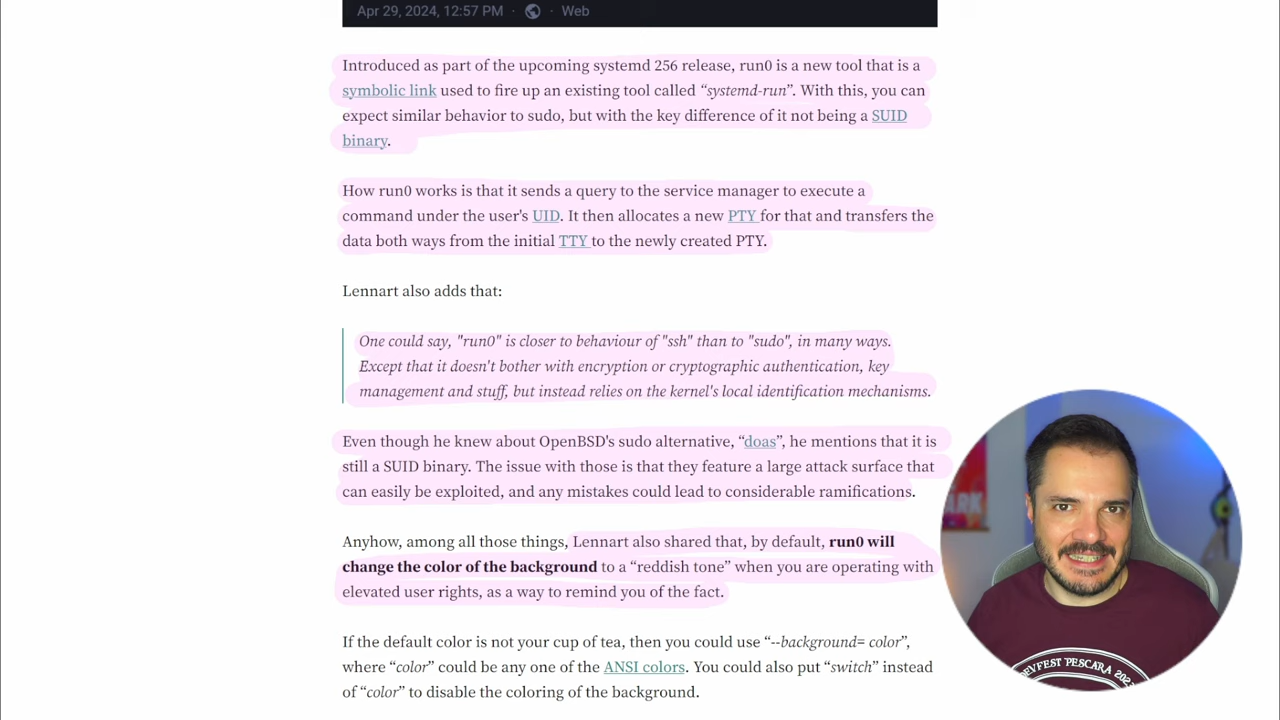 Apr 29, 2024, 12:57 PM · · Web
Introduced as part of the upcoming systemd 256 release, run0 is a new tool that is a
symbolic link used to fire up an existing tool called “systemd-run”. With this, you can
expect similar behavior to sudo, but with the key difference of it not being a SUID
binary.
How run0 works is that it sends a query to the service manager to execute a
command under the user's UID. It then allocates a new PTY for that and transfers the
data both ways from the initial TTY to the newly created PTY.
Lennart also adds that:
One could say, "run0" is closer to behaviour of "ssh" than to "sudo", in many ways.
Except that it doesn't bother with encryption or cryptographic authentication, key
management and stuff, but instead relies on the kernel's local identification mechanisms.
Even though he knew about OpenBSD's sudo alternative, “doas”, he mentions that it is
still a SUID binary. The issue with those is that they feature a large attack surface that
can easily be exploited, and any mistakes could lead to considerable ramifications.
Anyhow, among all those things, Lennart also shared that, by default, run0 will
change the color of the background to a “reddish tone” when you are operating with
elevated user rights, as a way to remind you of the fact.
If the default color is not your cup of tea, then you could use “--background= color”,
where “color” could be any one of the ANSI colors. You could also put “switch” instead
of “color” to disable the coloring of the background.
PESCARA